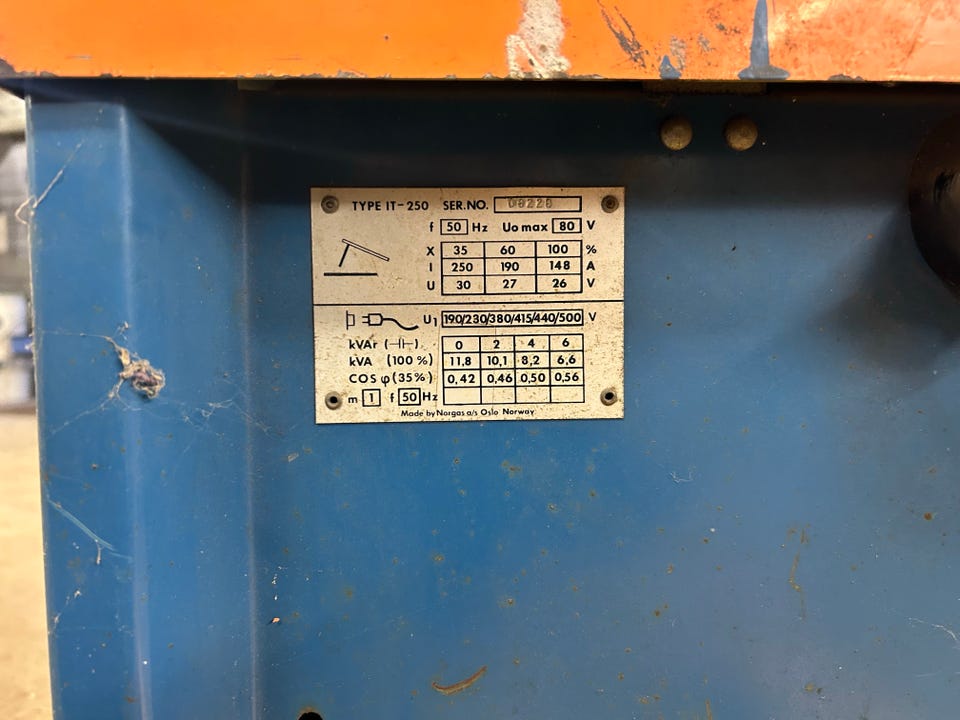 TYPE IT-250 SER.NO.
f 50 Hz Uo max 80 V
X 35 60 100 %
I 250 190 148 A
U 30 27 26 V
U1 190/230/380/415/440/500 V
kVAr ( ) 0 2 4 6
kVA (100%) 11,8 10,1 8,2 6,6
COS φ (35%) 0,42 0,46 0,50 0,56
m 1 f 50 Hz
Made by Norgas a/s Oslo Norway